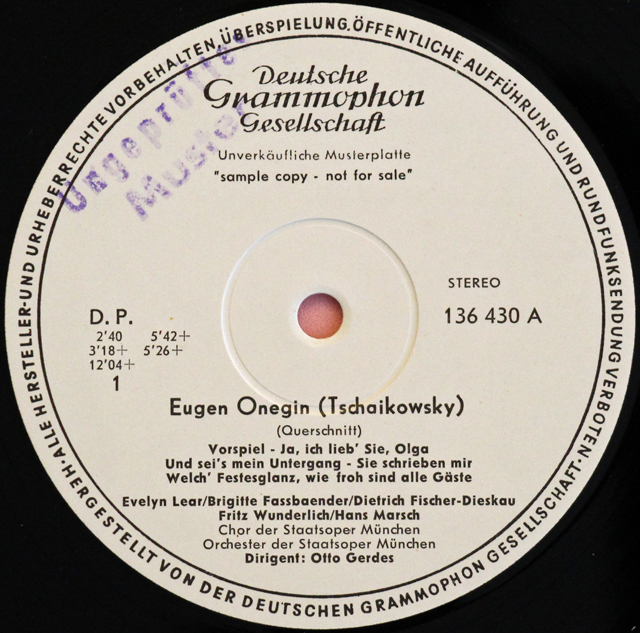 ALLE HERSTELLER- UND URHEBERRECHTE VORBEHALTEN, ÜBERSPIELUNG, ÖFFENTLICHE AUFFÜHRUNG UND RUNDFUNKSENDUNG VERBOTEN·
HERGESTELLT VON DER DEUTSCHEN GRAMMOPHON GESELLSCHAFT·
Ungeprüftes
Muster
Deutsche
Grammophon
Gesellschaft
Unverkäufliche Musterplatte
"sample copy - not for sale"
STEREO
136 430 A
D. P.
2'40 5'42+
3'18+ 5'26+
12'04+
1
Eugen Onegin (Tschaikowsky)
(Querschnitt)
Vorspiel - Ja, ich lieb' Sie, Olga
Und sei's mein Untergang - Sie schrieben mir
Welch' Festesglanz, wie froh sind alle Gäste
Evelyn Lear/Brigitte Fassbaender/Dietrich Fischer-Dieskau
Fritz Wunderlich/Hans Marsch
Chor der Staatsoper München
Orchester der Staatsoper München
Dirigent: Otto Gerdes